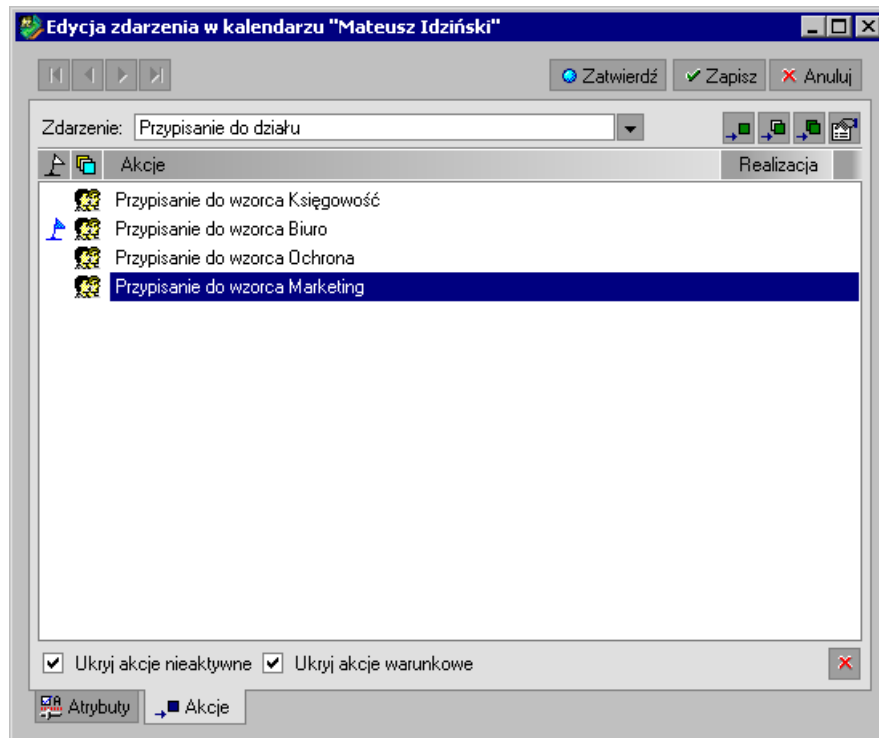 Edycja zdarzenia w kalendarzu "Mateusz Idziński"
Zatwierdź Zapisz Anuluj
Zdarzenie: Przypisanie do działu
Akcje Realizacja
Przypisanie do wzorca Księgowość
Przypisanie do wzorca Biuro
Przypisanie do wzorca Ochrona
Przypisanie do wzorca Marketing
Ukryj akcje nieaktywne Ukryj akcje warunkowe
Atrybuty Akcje